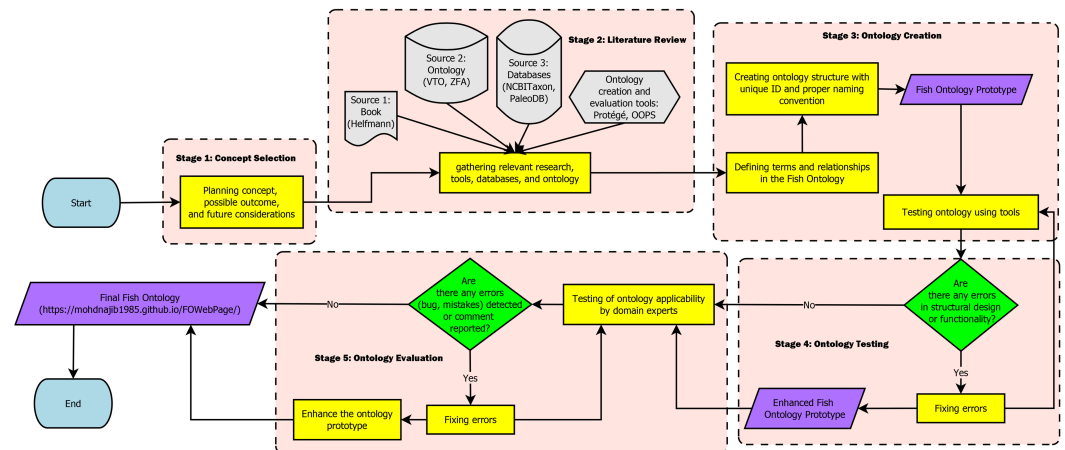 Start
Stage 1: Concept Selection
Planning concept,
possible outcome,
and future considerations
Stage 2: Literature Review
Source 1:
Book
(Helfmann)
Source 2:
Ontology
(VTO, ZFA)
Source 3:
Databases
(NCBITaxon,
PaleoDB)
Ontology
creation and
evaluation tools:
Protégé, OOPS
gathering relevant research,
tools, databases, and ontology
Stage 3: Ontology Creation
Creating ontology structure with
unique ID and proper naming
convention
Fish Ontology Prototype
Defining terms and relationships
in the Fish Ontology
Testing ontology using tools
Are
there any errors
in structural design
or functionality?
No
Yes
Stage 4: Ontology Testing
Fixing errors
Enhanced Fish
Ontology Prototype
Testing of ontology applicability
by domain experts
Are
there any errors
(bug, mistakes) detected
or comment
reported?
No
Yes
Stage 5: Ontology Evaluation
Fixing errors
Enhance the ontology
prototype
Final Fish Ontology
(https://mohdnajib1985.github.io/FOWebPage/)
End